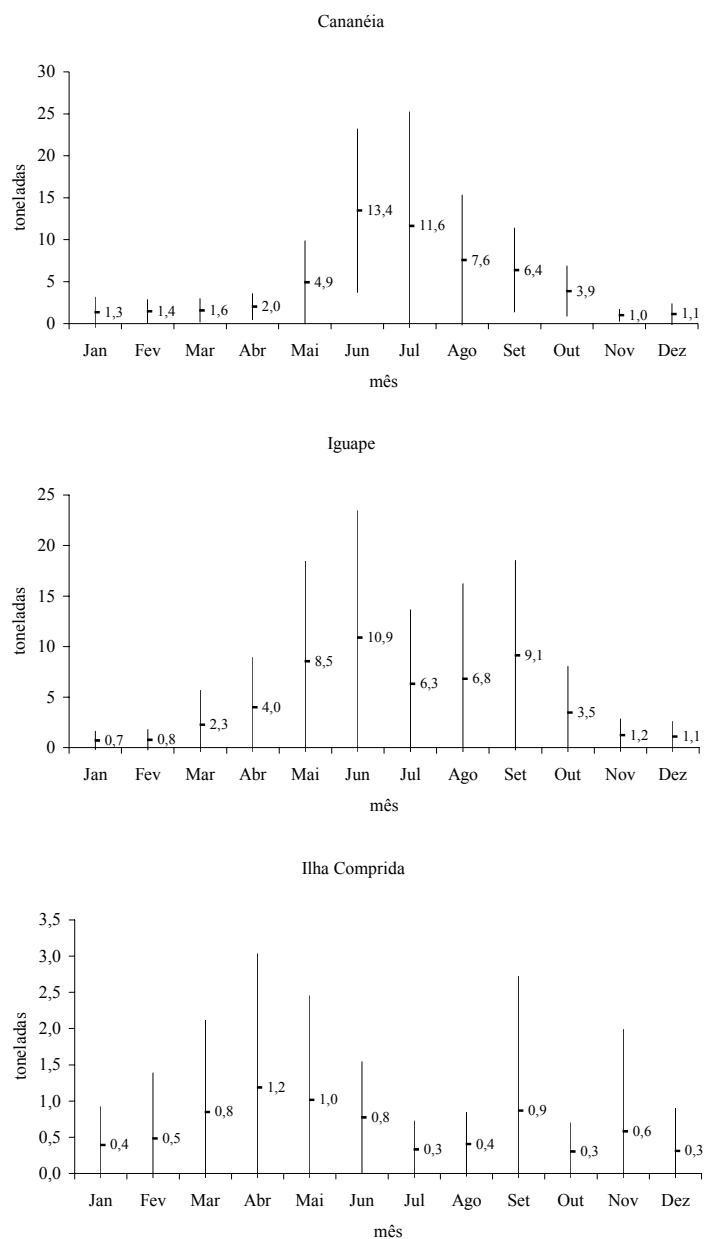 Cananéia
30
25
20
15
10
5
0
toneladas
1,3 1,4 1,6 2,0 4,9 13,4 11,6 7,6 6,4 3,9 1,0 1,1
Jan Fev Mar Abr Mai Jun Jul Ago Set Out Nov Dez
mês
Iguape
25
20
15
10
5
0
toneladas
0,7 0,8 2,3 4,0 8,5 10,9 6,3 6,8 9,1 3,5 1,2 1,1
Jan Fev Mar Abr Mai Jun Jul Ago Set Out Nov Dez
mês
Ilha Comprida
3,5
3,0
2,5
2,0
1,5
1,0
0,5
0,0
toneladas
0,4 0,5 0,8 1,2 1,0 0,8 0,3 0,4 0,9 0,3 0,6 0,3
Jan Fev Mar Abr Mai Jun Jul Ago Set Out Nov Dez
mês